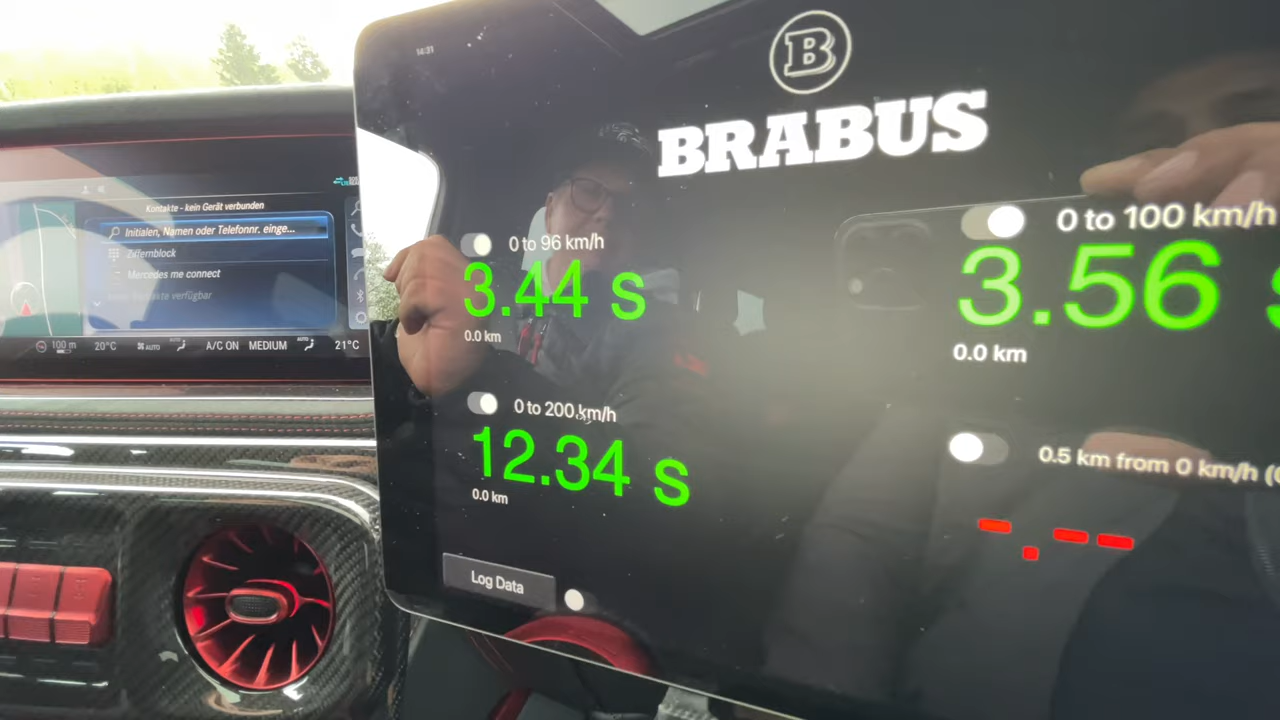 14:31
B
BRABUS
Kontakte - kein Gerät verbunden
Initialen, Namen oder Telefonnr. einge...
Ziffernblock
Mercedes me connect
verfügbar
100 m
20°C
AUTO
A/C ON
MEDIUM
AUTO
21°C
0 to 96 km/h
3.44 s
0.0 km
0 to 100 km/h
3.56 s
0.0 km
0 to 200 km/h
12.34 s
0.0 km
0.5 km from 0 km/h (
-.--
Log Data